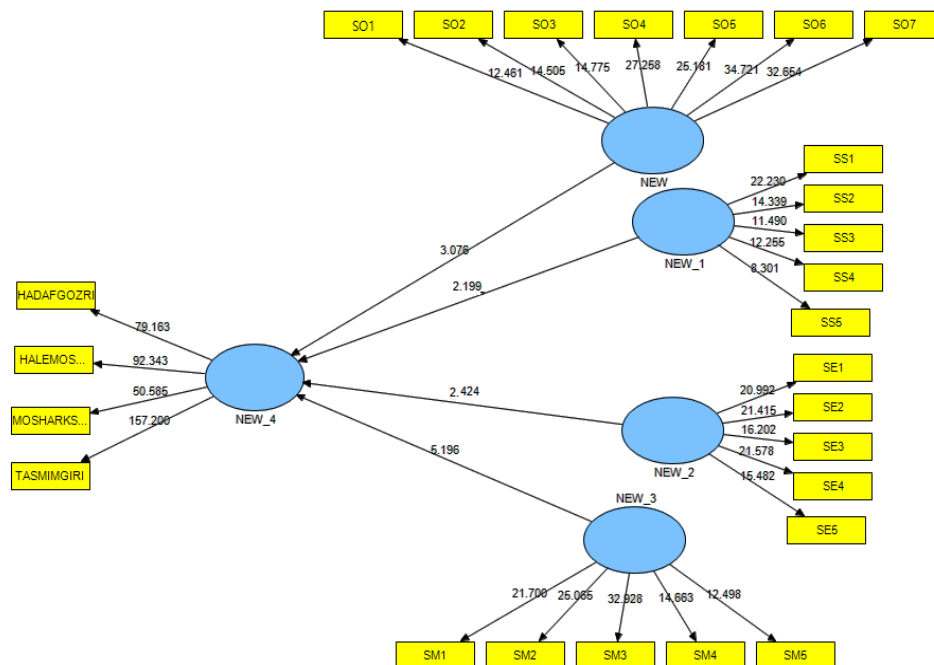 SO1 SO2 SO3 SO4 SO5 SO6 SO7
12.461 14.505 14.775 27.258 25.181 34.721 32.654
NEW
SS1
22.230
SS2
14.339
11.490
SS3
12.255
SS4
8.301
NEW_1
SS5
3.076
2.199
HADAFGOZRI
79.163
HALEMOS...
92.343
50.585
MOSHARKS...
157.200
TASMIMGIRI
NEW_4
2.424
5.196
SE1
20.992
SE2
21.415
16.202
SE3
21.578
SE4
15.482
NEW_2
SE5
NEW_3
21.700 25.065 32.928 14.663 12.498
SM1 SM2 SM3 SM4 SM5